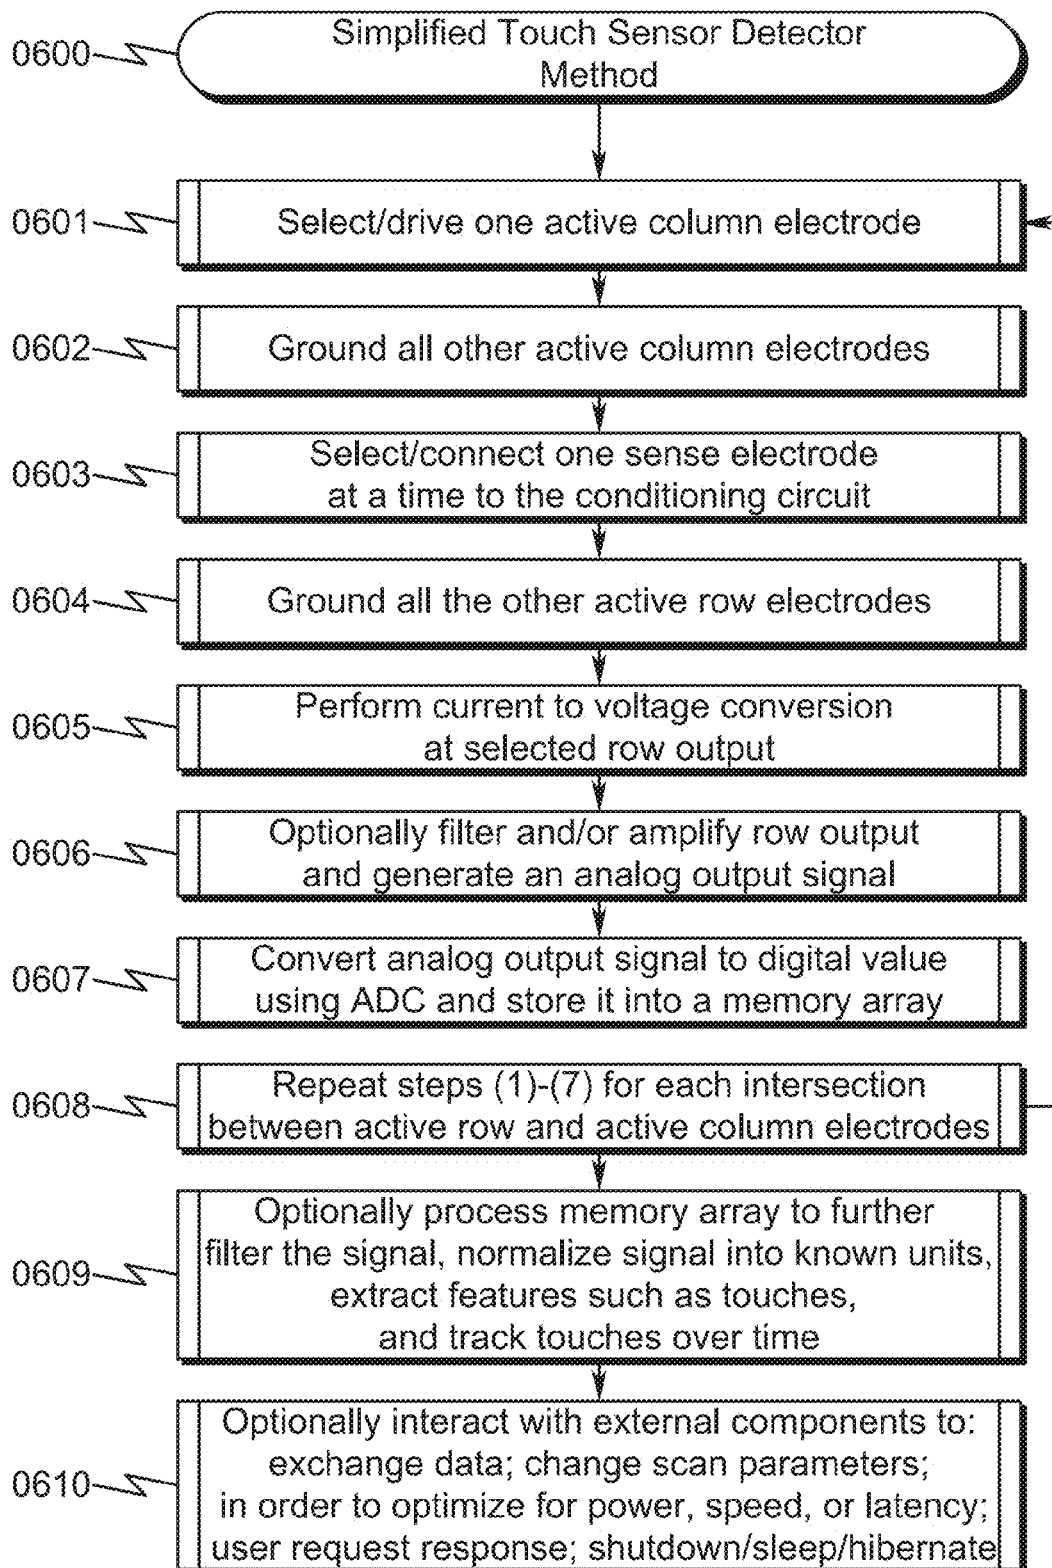 0600
Simplified Touch Sensor Detector
Method
0601
Select/drive one active column electrode
0602
Ground all other active column electrodes
0603
Select/connect one sense electrode
at a time to the conditioning circuit
0604
Ground all the other active row electrodes
0605
Perform current to voltage conversion
at selected row output
0606
Optionally filter and/or amplify row output
and generate an analog output signal
0607
Convert analog output signal to digital value
using ADC and store it into a memory array
0608
Repeat steps (1)-(7) for each intersection
between active row and active column electrodes
0609
Optionally process memory array to further
filter the signal, normalize signal into known units,
extract features such as touches,
and track touches over time
0610
Optionally interact with external components to:
exchange data; change scan parameters;
in order to optimize for power, speed, or latency;
user request response; shutdown/sleep/hibernate